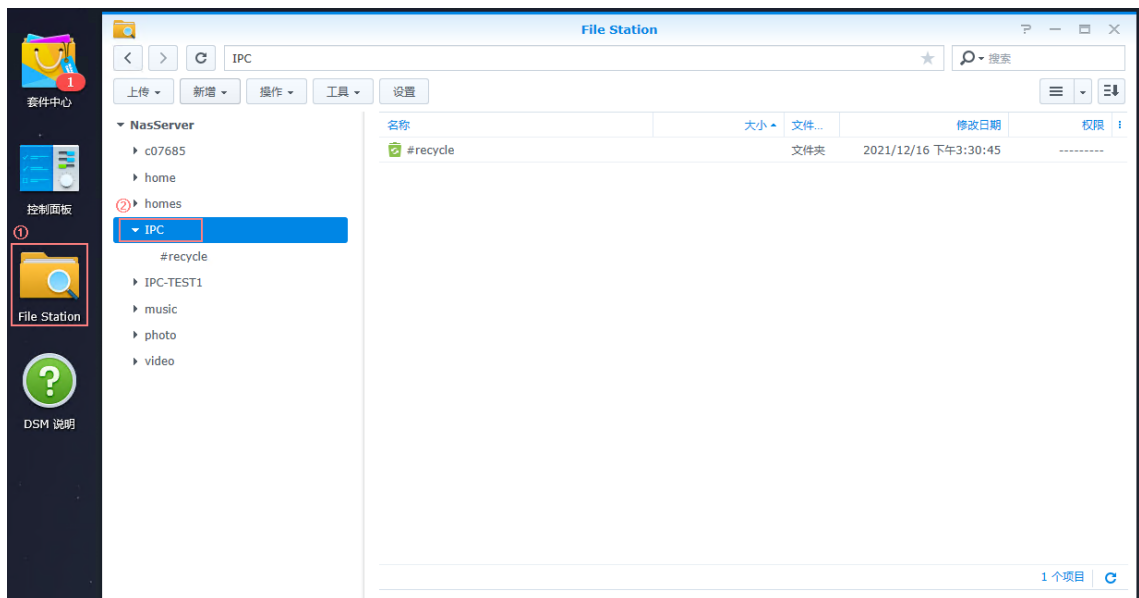 File Station
IPC
搜索
上传
新增
操作
工具
设置
1
套件中心
控制面板
①
File Station
DSM 说明
NasServer
c07685
home
② homes
IPC
#recycle
IPC-TEST1
music
photo
video
名称 大小 文件... 修改日期 权限
#recycle 文件夹 2021/12/16 下午3:30:45 ---------
1 个项目